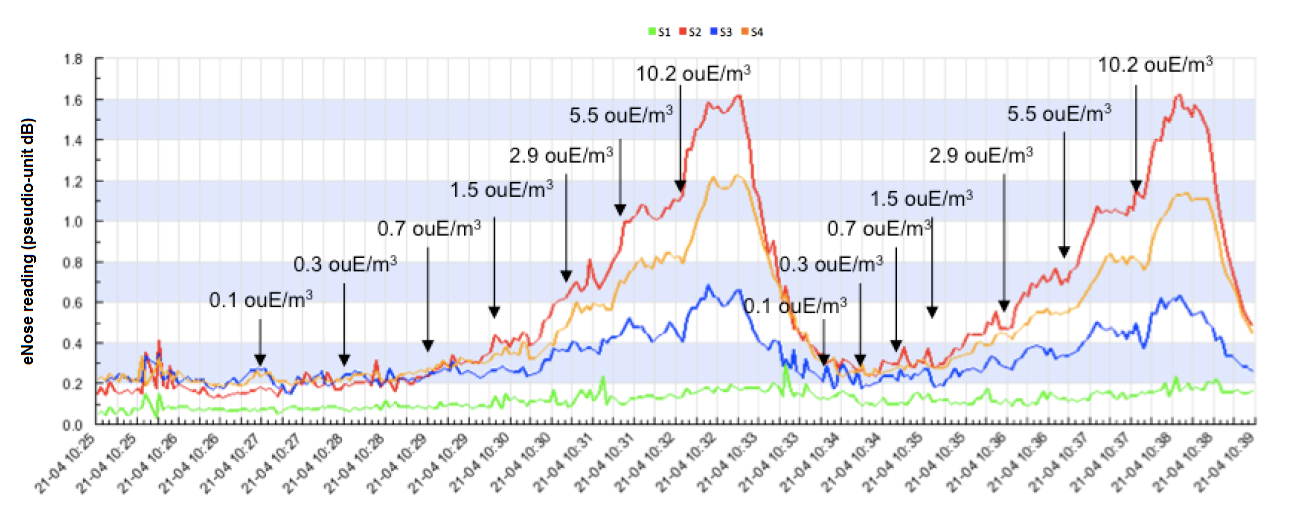 S1 S2 S3 S4
eNose reading (pseudio-unit dB)
1.8
1.6
1.4
1.2
1.0
0.8
0.6
0.4
0.2
0.0
0.1 ouE/m³
0.3 ouE/m³
0.7 ouE/m³
1.5 ouE/m³
2.9 ouE/m³
5.5 ouE/m³
10.2 ouE/m³
0.1 ouE/m³
0.3 ouE/m³
0.7 ouE/m³
1.5 ouE/m³
2.9 ouE/m³
5.5 ouE/m³
10.2 ouE/m³
21-04 10:25
21-04 10:25
21-04 10:26
21-04 10:26
21-04 10:27
21-04 10:27
21-04 10:28
21-04 10:28
21-04 10:29
21-04 10:29
21-04 10:30
21-04 10:30
21-04 10:31
21-04 10:31
21-04 10:32
21-04 10:32
21-04 10:33
21-04 10:33
21-04 10:34
21-04 10:34
21-04 10:35
21-04 10:35
21-04 10:36
21-04 10:36
21-04 10:37
21-04 10:37
21-04 10:38
21-04 10:38
21-04 10:39